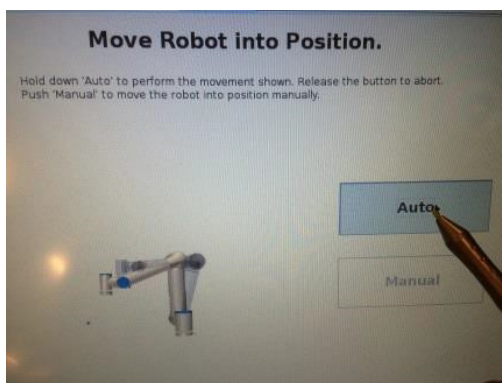 Move Robot into Position.
Hold down 'Auto' to perform the movement shown. Release the button to abort.
Push 'Manual' to move the robot into position manually.
Auto
Manual